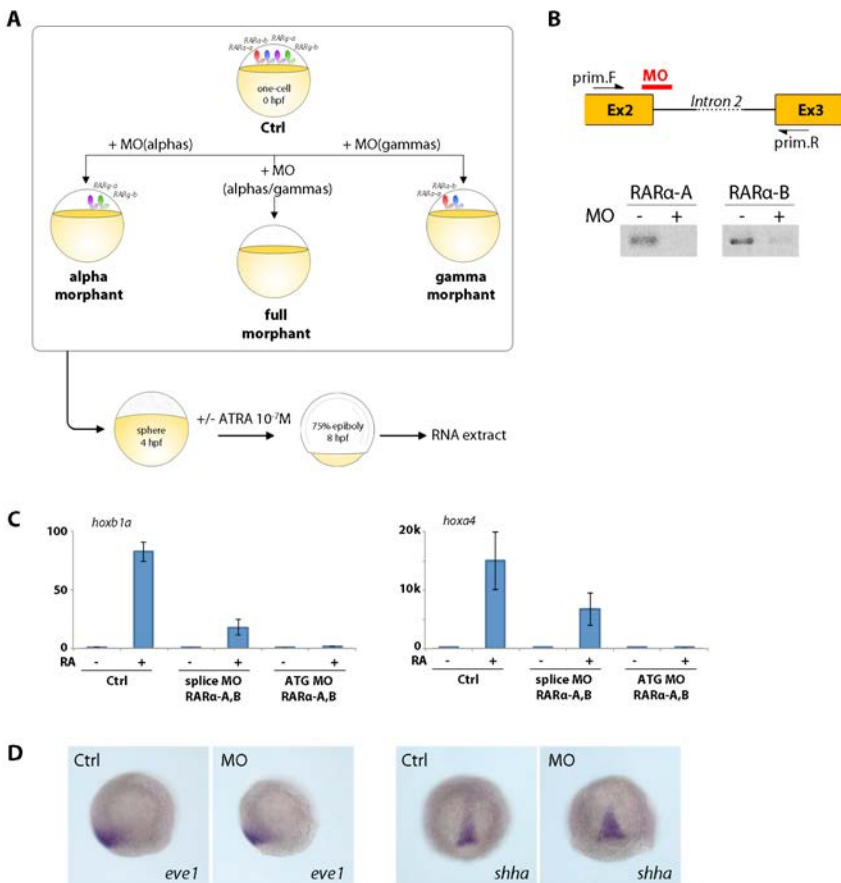 A
RARα-a RARα-b RARg-a RARg-b
one-cell
0 hpf
Ctrl
+ MO(alphas)
+ MO
(alphas/gammas)
+ MO(gammas)
RARg-a
RARg-b
alpha
morphant
full
morphant
RARα-a
RARα-b
gamma
morphant
sphere
4 hpf
+/- ATRA 10⁻⁷M
75% epiboly
8 hpf
RNA extract
B
prim.F
MO
Ex2
Intron 2
Ex3
prim.R
RARα-A RARα-B
MO - + - +
C
hoxb1a
100
50
0
RA - + - + - +
Ctrl
splice MO
RARα-A,B
ATG MO
RARα-A,B
hoxa4
20k
10k
0
RA - + - + - +
Ctrl
splice MO
RARα-A,B
ATG MO
RARα-A,B
D
Ctrl
eve1
MO
eve1
Ctrl
shha
MO
shha